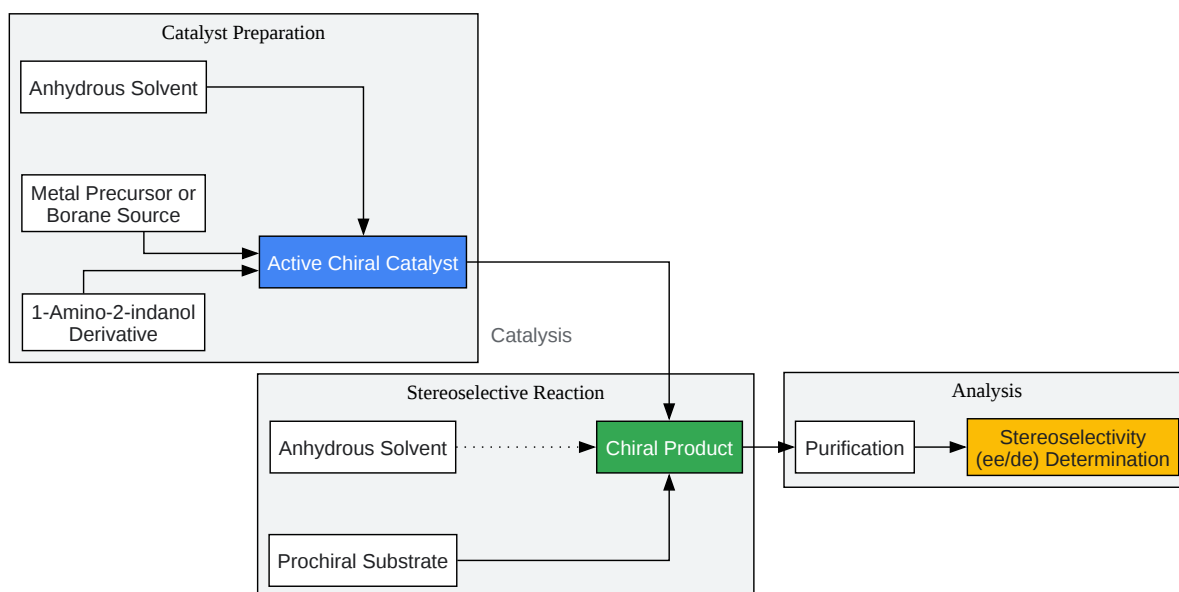 Catalyst Preparation
Anhydrous Solvent
Metal Precursor or
Borane Source
Active Chiral Catalyst
1-Amino-2-indanol
Derivative
Catalysis
Stereoselective Reaction
Anhydrous Solvent
Chiral Product
Prochiral Substrate
Analysis
Purification
Stereoselectivity
(ee/de) Determination